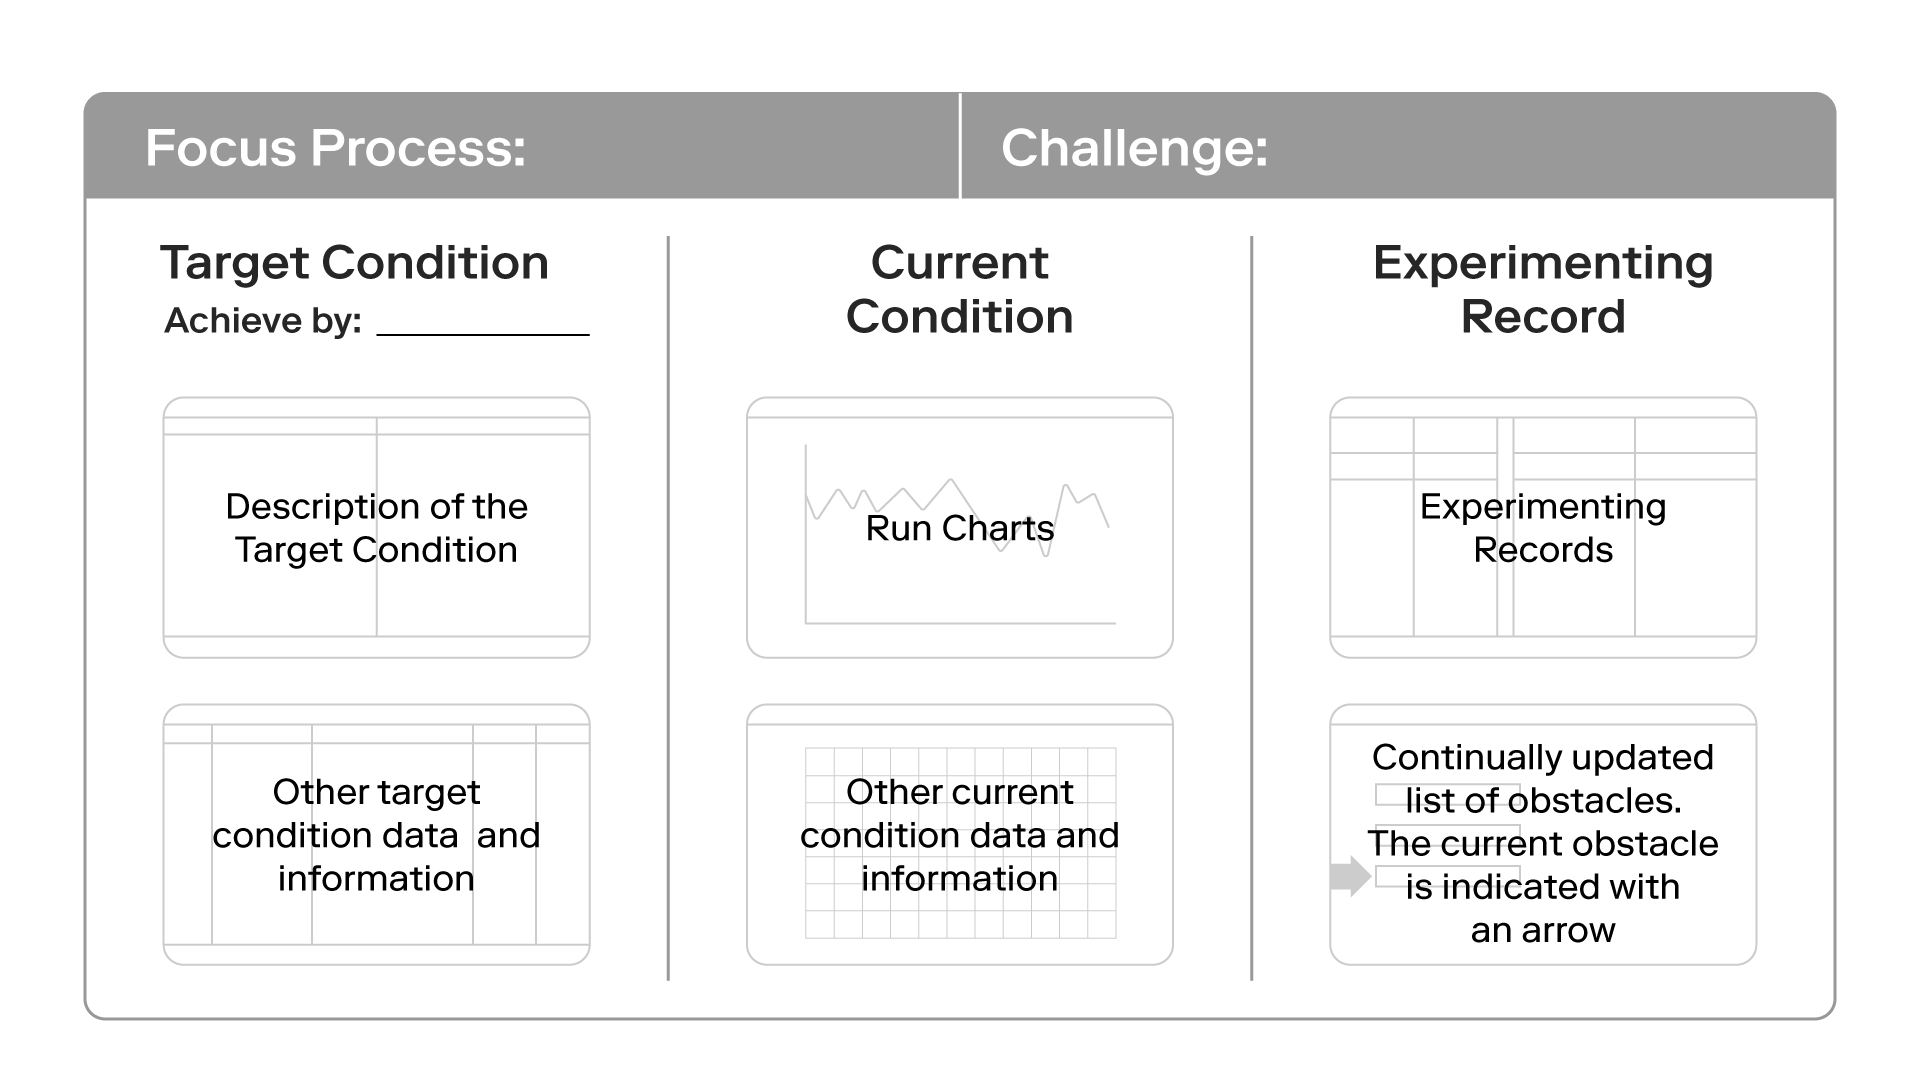 Focus Process:
Challenge:
Target Condition
Achieve by:
Description of the
Target Condition
Other target
condition data  and
information
Current
Condition
Run Charts
Other current
condition data and
information
Experimenting
Record
Experimenting
Records
Continually updated
list of obstacles.
The current obstacle
is indicated with
an arrow